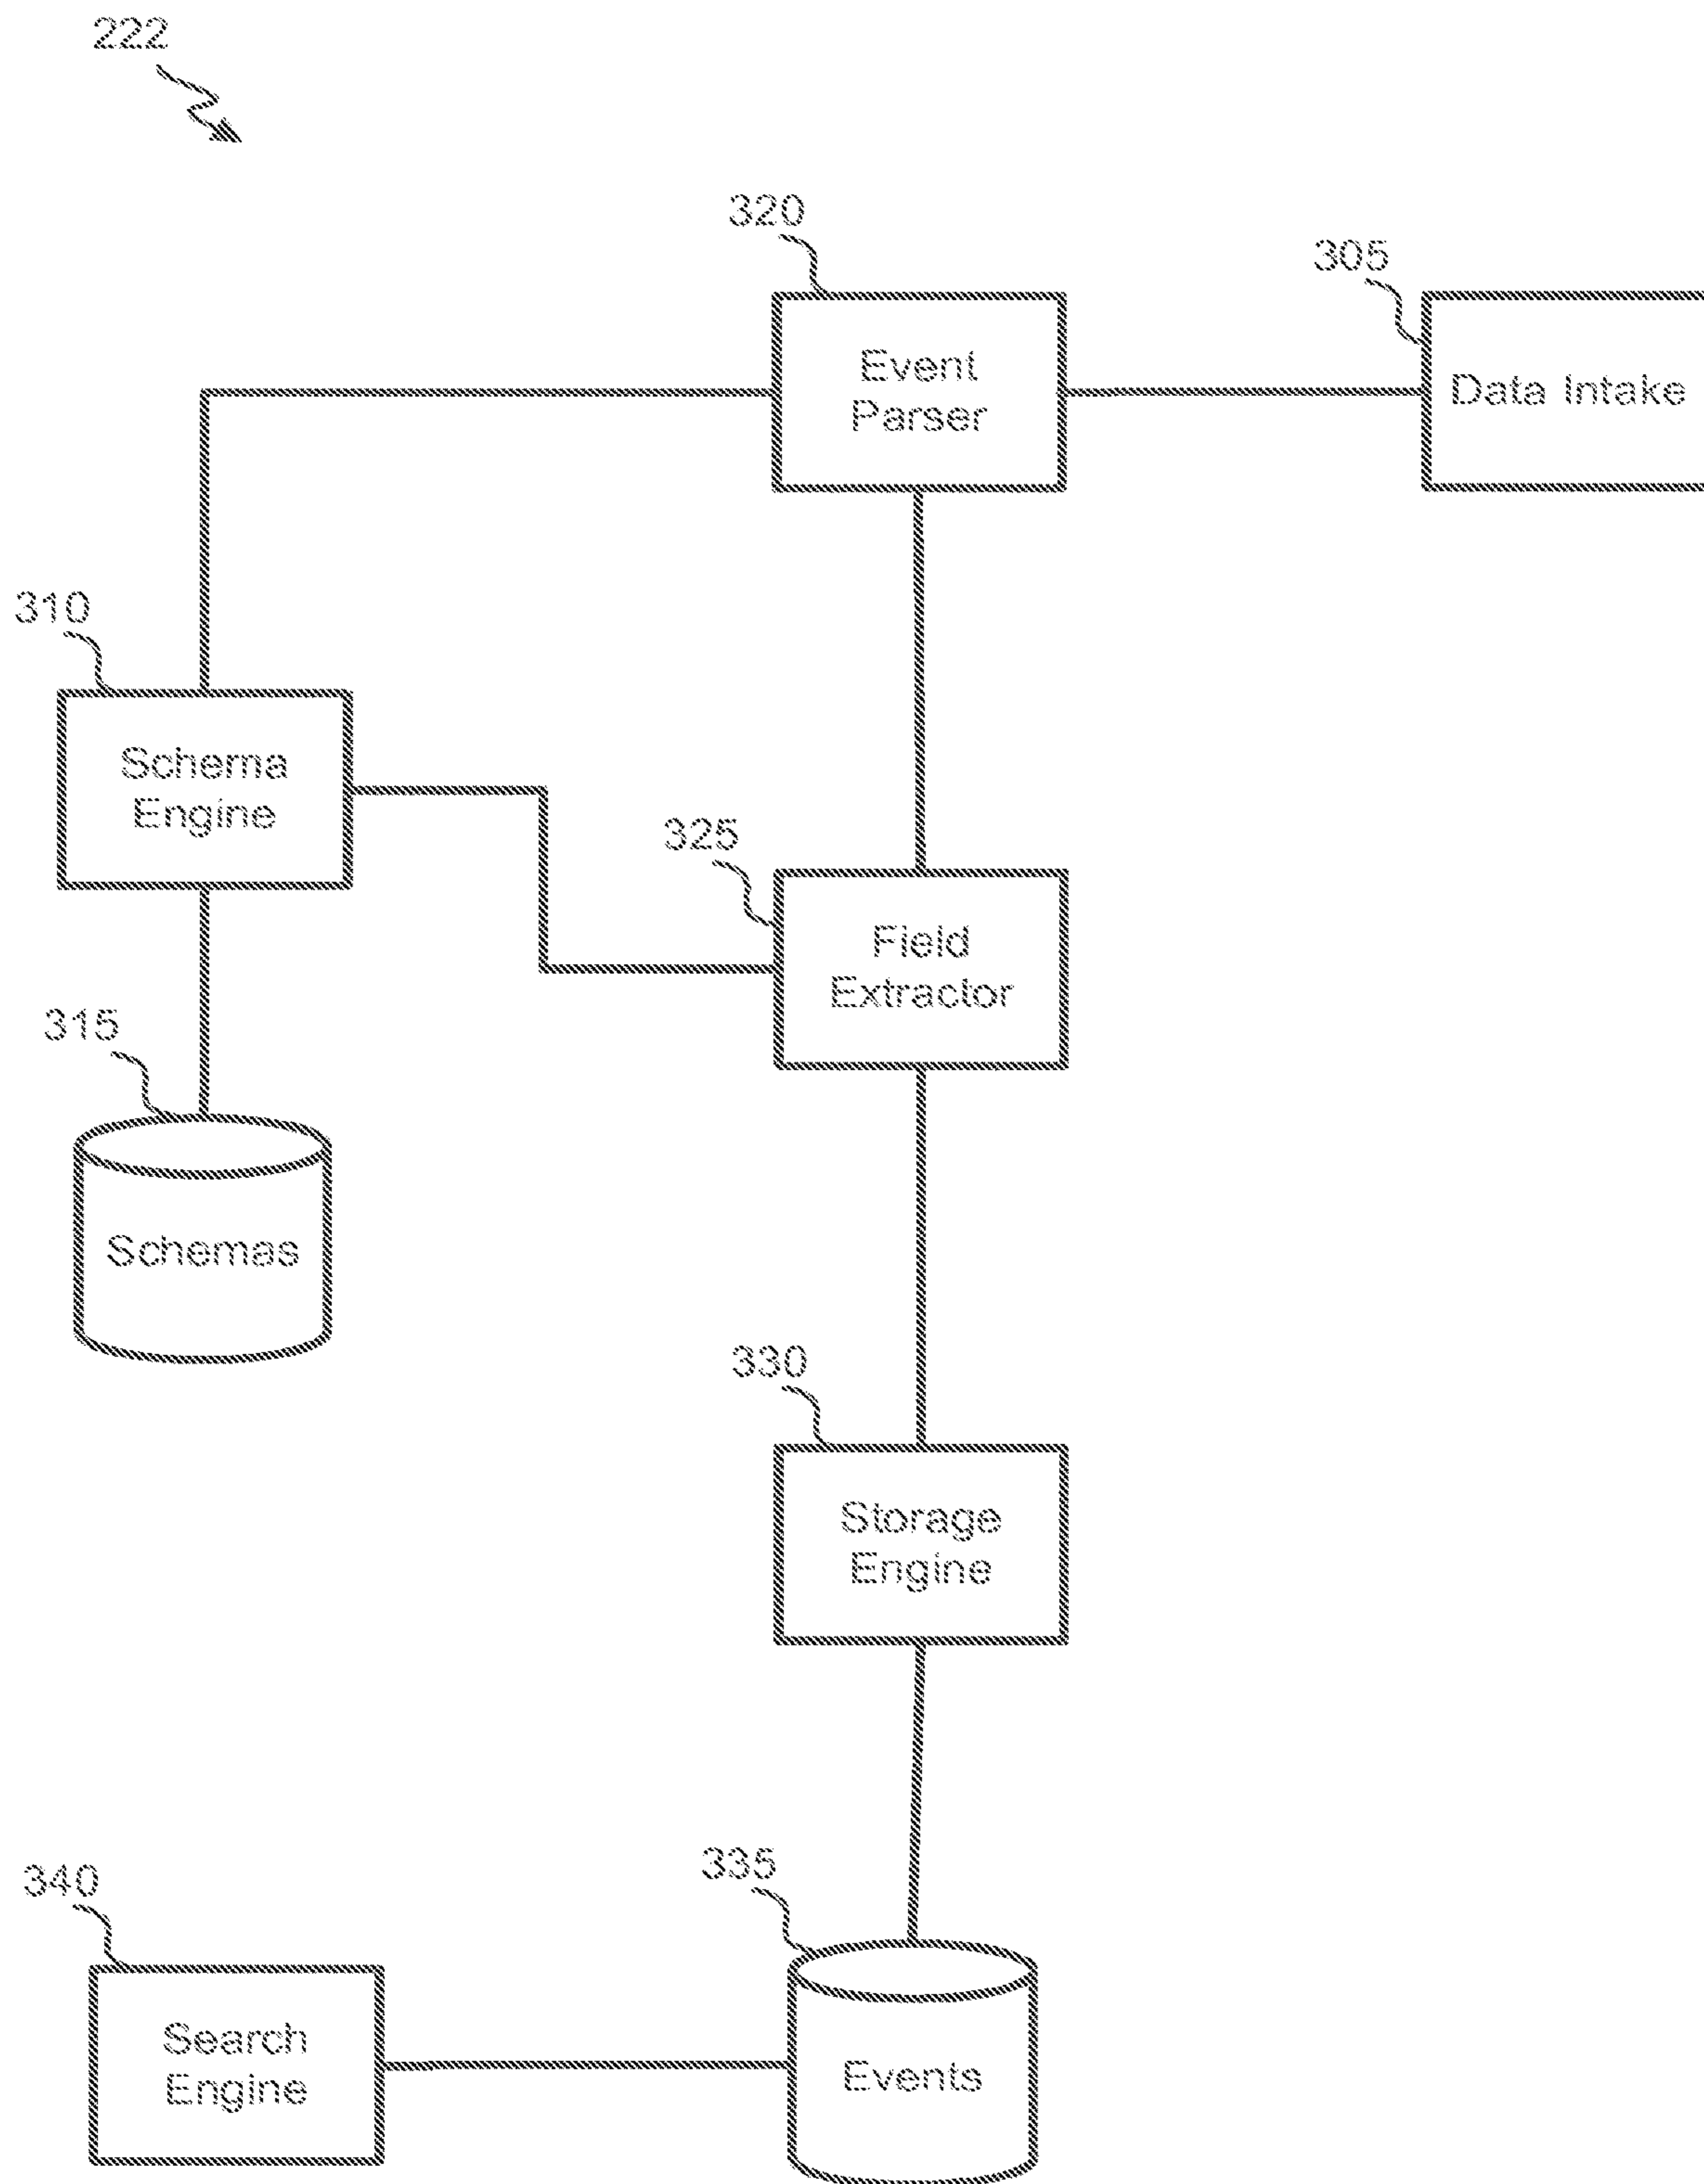 222
320
305
Event
Parser
Data Intake
310
Schema
Engine
325
Field
Extractor
315
Schemas
330
Storage
Engine
340
335
Search
Engine
Events